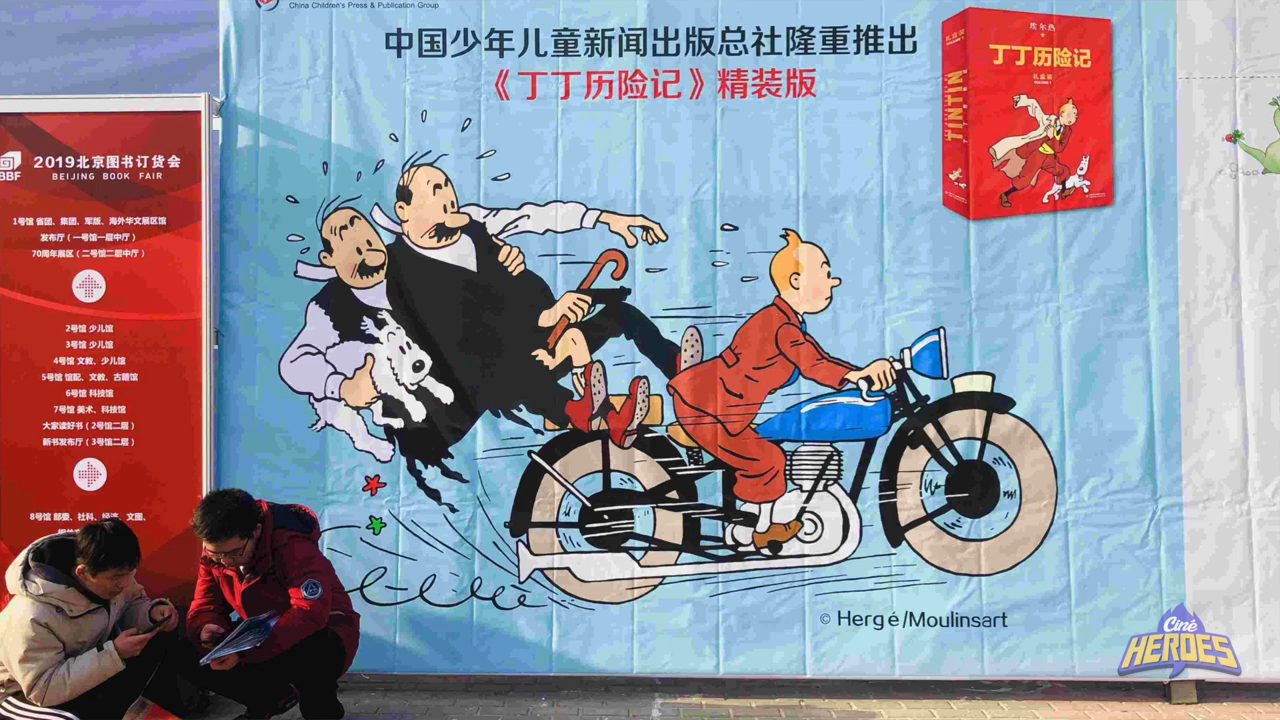 China Children's Press & Publication Group
中国少年儿童新闻出版总社隆重推出
《丁丁历险记》精装版
埃尔热
丁丁历险记
礼盒装
TINTIN
BBF
2019北京图书订货会
BEIJING BOOK FAIR
1号馆 省团、集团、军版、海外华文展区馆
发布厅（一号馆一层中厅）
70周年展区（二号馆二层中厅）
2号馆 少儿馆
3号馆 少儿馆
4号馆 文教、少儿馆
5号馆 馆配、文教、古籍馆
6号馆 科技馆
7号馆 美术、科技馆
大家读好书（2号馆二层）
新书发布厅（3号馆二层）
8号馆 部委、社科、经济、文图、
© Hergé/Moulinsart
Ciné
HEROES